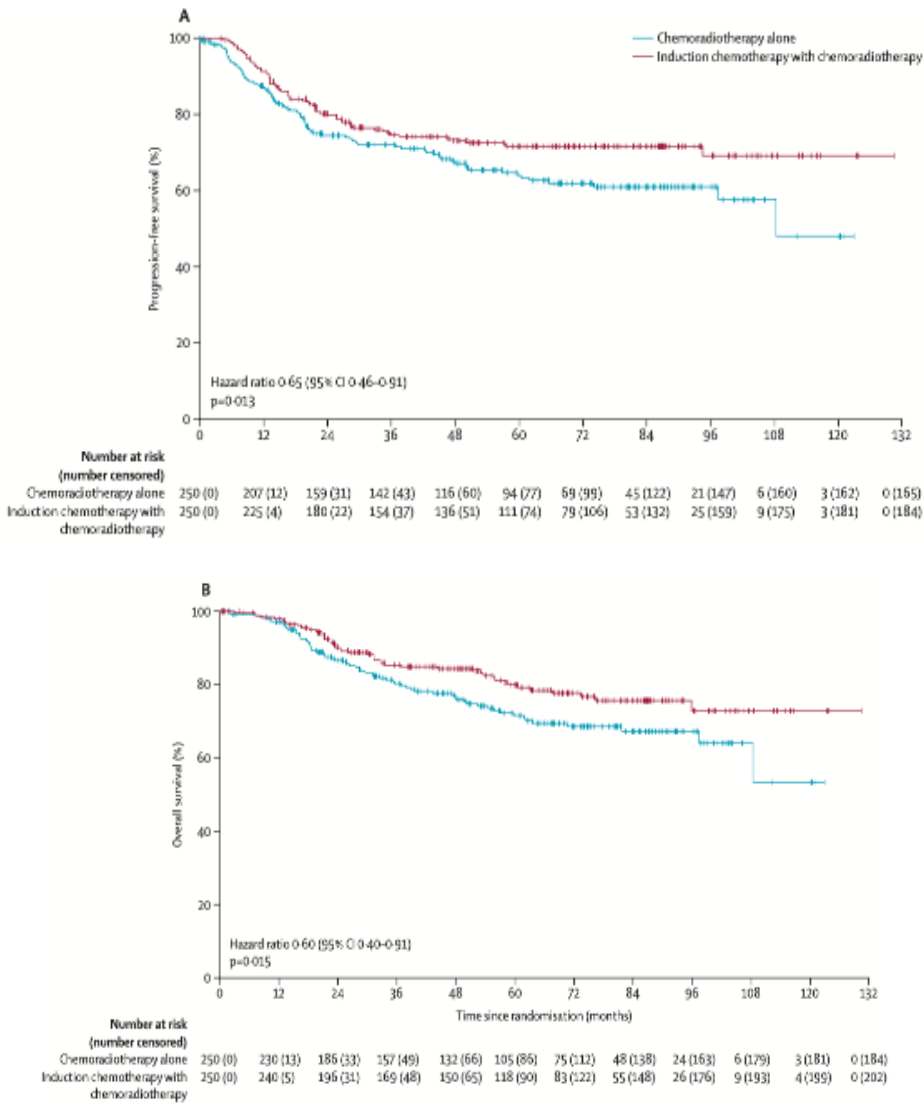 A
Chemoradiotherapy alone
Induction chemotherapy with chemoradiotherapy
Progression-free survival (%)
100
80
60
40
20
0
Hazard ratio 0·65 (95% CI 0·46–0·91)
p=0·013
0 12 24 36 48 60 72 84 96 108 120 132
Number at risk
(number censored)
Chemoradiotherapy alone 250 (0) 207 (12) 159 (31) 142 (43) 116 (60) 94 (77) 69 (99) 45 (122) 21 (147) 6 (160) 3 (162) 0 (165)
Induction chemotherapy with 250 (0) 225 (4) 180 (22) 154 (37) 136 (51) 111 (74) 79 (106) 53 (132) 25 (159) 9 (175) 3 (181) 0 (184)
chemoradiotherapy
B
Overall survival (%)
100
80
60
40
20
0
Hazard ratio 0·60 (95% CI 0·40–0·91)
p=0·015
0 12 24 36 48 60 72 84 96 108 120 132
Time since randomisation (months)
Number at risk
(number censored)
Chemoradiotherapy alone 250 (0) 230 (13) 186 (33) 157 (49) 132 (66) 105 (86) 75 (112) 48 (138) 24 (163) 6 (179) 3 (181) 0 (184)
Induction chemotherapy with 250 (0) 240 (5) 196 (31) 169 (48) 150 (65) 118 (90) 83 (122) 55 (148) 26 (176) 9 (193) 4 (199) 0 (202)
chemoradiotherapy